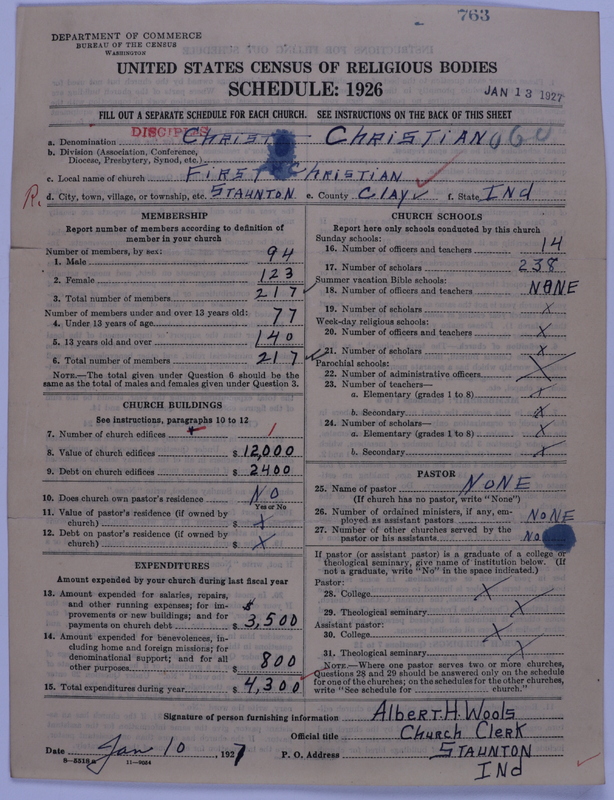 763
DEPARTMENT OF COMMERCE
BUREAU OF THE CENSUS
WASHINGTON
UNITED STATES CENSUS OF RELIGIOUS BODIES
SCHEDULE: 1926
JAN 13 1927
FILL OUT A SEPARATE SCHEDULE FOR EACH CHURCH. SEE INSTRUCTIONS ON THE BACK OF THIS SHEET
DISCIPLES
a. Denomination CHRIST CHRISTIAN 060
b. Division (Association, Conference, Diocese, Presbytery, Synod, etc.)
c. Local name of church FIRST CHRISTIAN
R. d. City, town, village, or township, etc. STAUNTON e. County CLAY f. State IND
MEMBERSHIP
Report number of members according to definition of member in your church
Number of members, by sex:
1. Male 94
2. Female 123
3. Total number of members 217
Number of members under and over 13 years old:
4. Under 13 years of age 77
5. 13 years old and over 140
6. Total number of members 217
NOTE.—The total given under Question 6 should be the same as the total of males and females given under Question 3.
CHURCH BUILDINGS
See instructions, paragraphs 10 to 12
7. Number of church edifices 1
8. Value of church edifices $ 12,000
9. Debt on church edifices $ 2400
10. Does church own pastor's residence NO
Yes or No
11. Value of pastor's residence (if owned by church) $ X
12. Debt on pastor's residence (if owned by church) $ X
EXPENDITURES
Amount expended by your church during last fiscal year
13. Amount expended for salaries, repairs, and other running expenses; for improvements or new buildings; and for payments on church debt $ $ 3,500
14. Amount expended for benevolences, including home and foreign missions; for denominational support; and for all other purposes $ 800
15. Total expenditures during year $ 4,300
CHURCH SCHOOLS
Report here only schools conducted by this church
Sunday schools:
16. Number of officers and teachers 14
17. Number of scholars 238
Summer vacation Bible schools:
18. Number of officers and teachers NONE
19. Number of scholars X
Week-day religious schools:
20. Number of officers and teachers X
21. Number of scholars X
Parochial schools:
22. Number of administrative officers X
23. Number of teachers—
a. Elementary (grades 1 to 8) X
b. Secondary X
24. Number of scholars—
a. Elementary (grades 1 to 8) X
b. Secondary X
PASTOR
25. Name of pastor NONE
(If church has no pastor, write "None")
26. Number of ordained ministers, if any, employed as assistant pastors NONE
27. Number of other churches served by the pastor or his assistants NO
If pastor (or assistant pastor) is a graduate of a college or theological seminary, give name of institution below. (If not a graduate, write "No" in the space indicated.)
Pastor:
28. College X
29. Theological seminary X
Assistant pastor:
30. College X
31. Theological seminary X
NOTE.—Where one pastor serves two or more churches, Questions 28 and 29 should be answered only on the schedule for one of the churches; on the schedules for the other churches, write "See schedule for church."
Signature of person furnishing information ALBERT. H. WOOLS
Official title CHURCH CLERK
Date Jan 10, 1927 P. O. Address STAUNTON
IND
8—5318a 11—9054